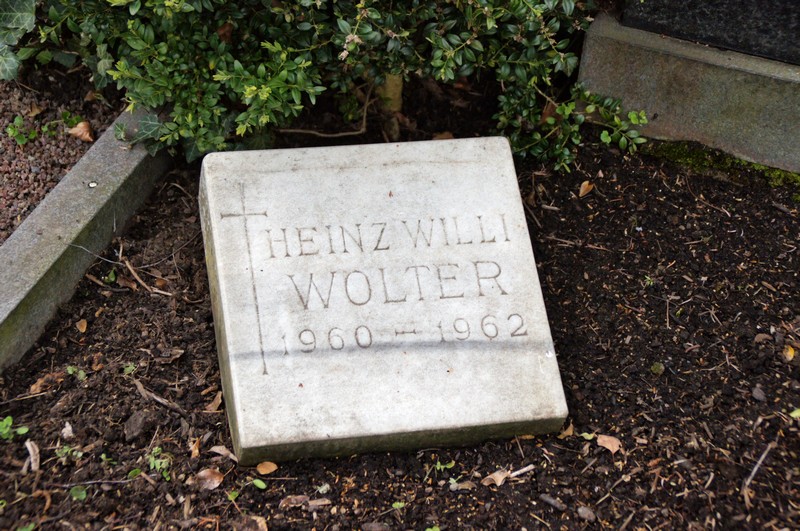 HEINZ WILLI
WOLTER
1960 – 1962